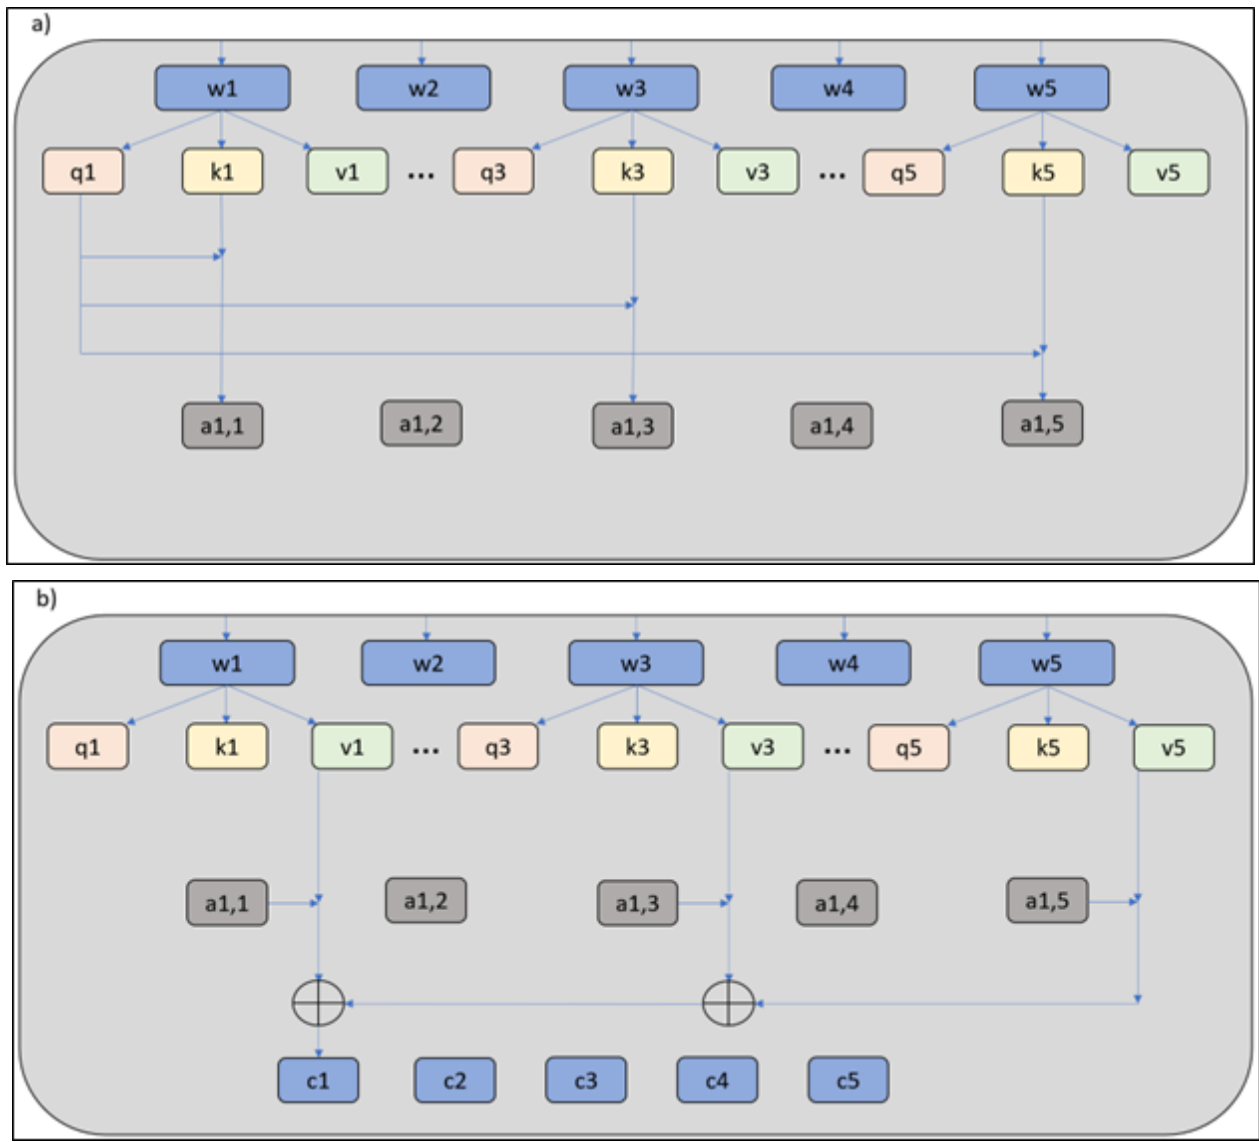 a)
w1 w2 w3 w4 w5
q1 k1 v1 ... q3 k3 v3 ... q5 k5 v5
a1,1 a1,2 a1,3 a1,4 a1,5
b)
w1 w2 w3 w4 w5
q1 k1 v1 ... q3 k3 v3 ... q5 k5 v5
a1,1 a1,2 a1,3 a1,4 a1,5
c1 c2 c3 c4 c5